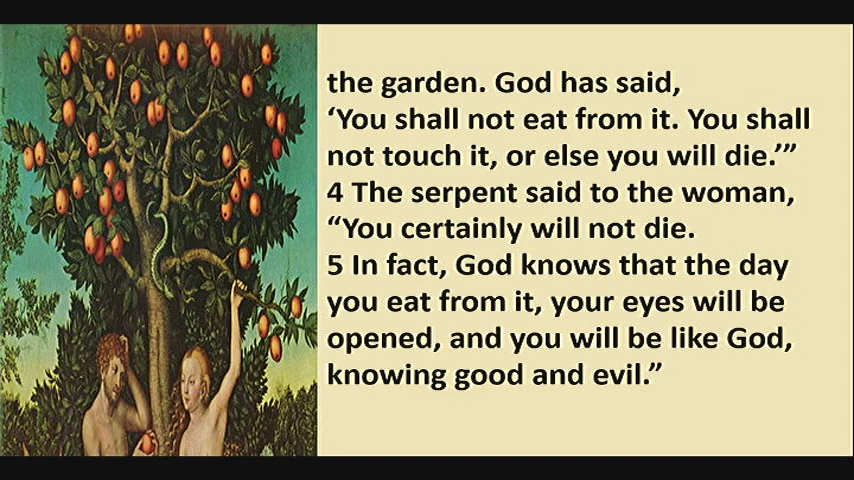 the garden. God has said,
‘You shall not eat from it. You shall
not touch it, or else you will die.’”
4 The serpent said to the woman,
“You certainly will not die.
5 In fact, God knows that the day
you eat from it, your eyes will be
opened, and you will be like God,
knowing good and evil.”